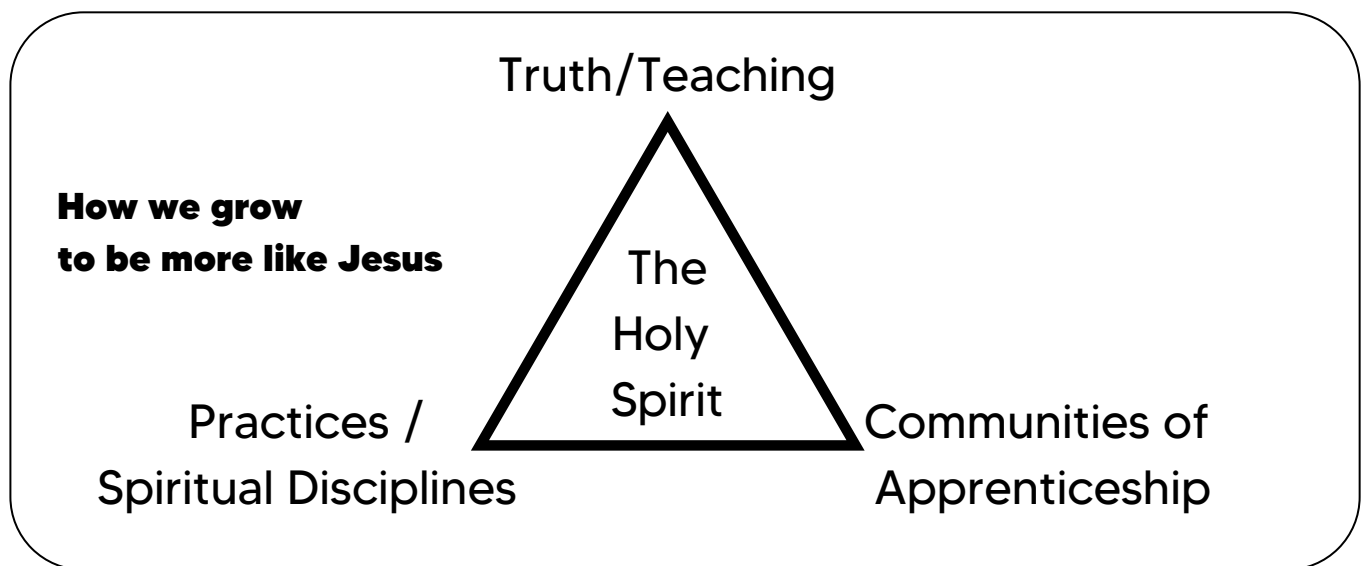 Truth/Teaching
How we grow
to be more like Jesus
The
Holy
Spirit
Practices /
Spiritual Disciplines
Communities of
Apprenticeship